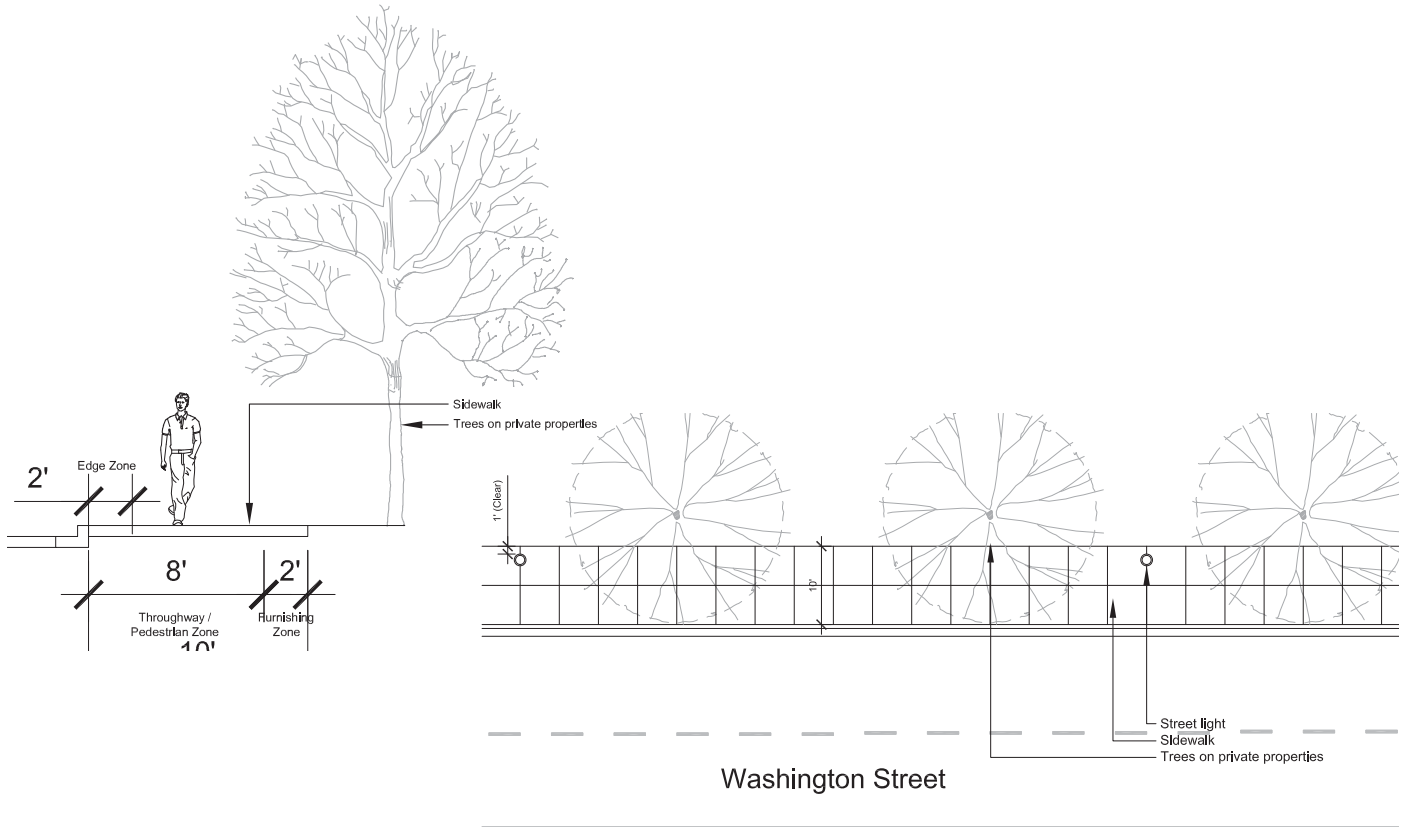 Sidewalk
Trees on private properties
Edge Zone
2'
8'
2'
Throughway /
Pedestrian Zone
Furnishing
Zone
10'
1' (Clear)
10'
Street light
Sidewalk
Trees on private properties
Washington Street